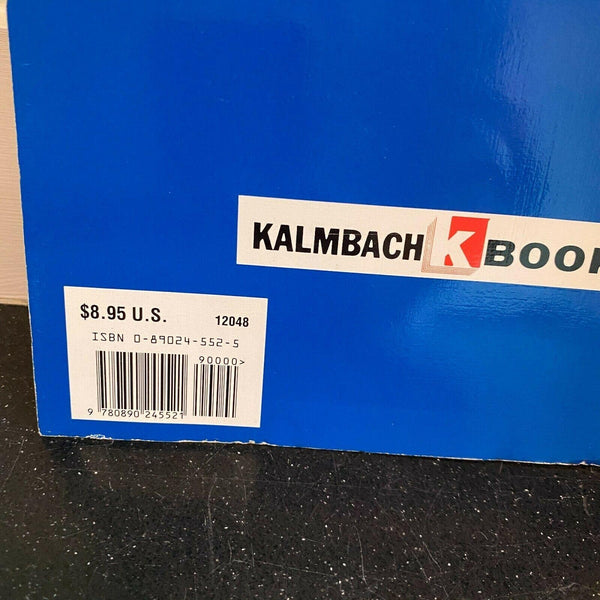 KALMBACH K BOOK
$8.95 U.S. 12048
ISBN 0-89024-552-5
90000>
9 780890 245521